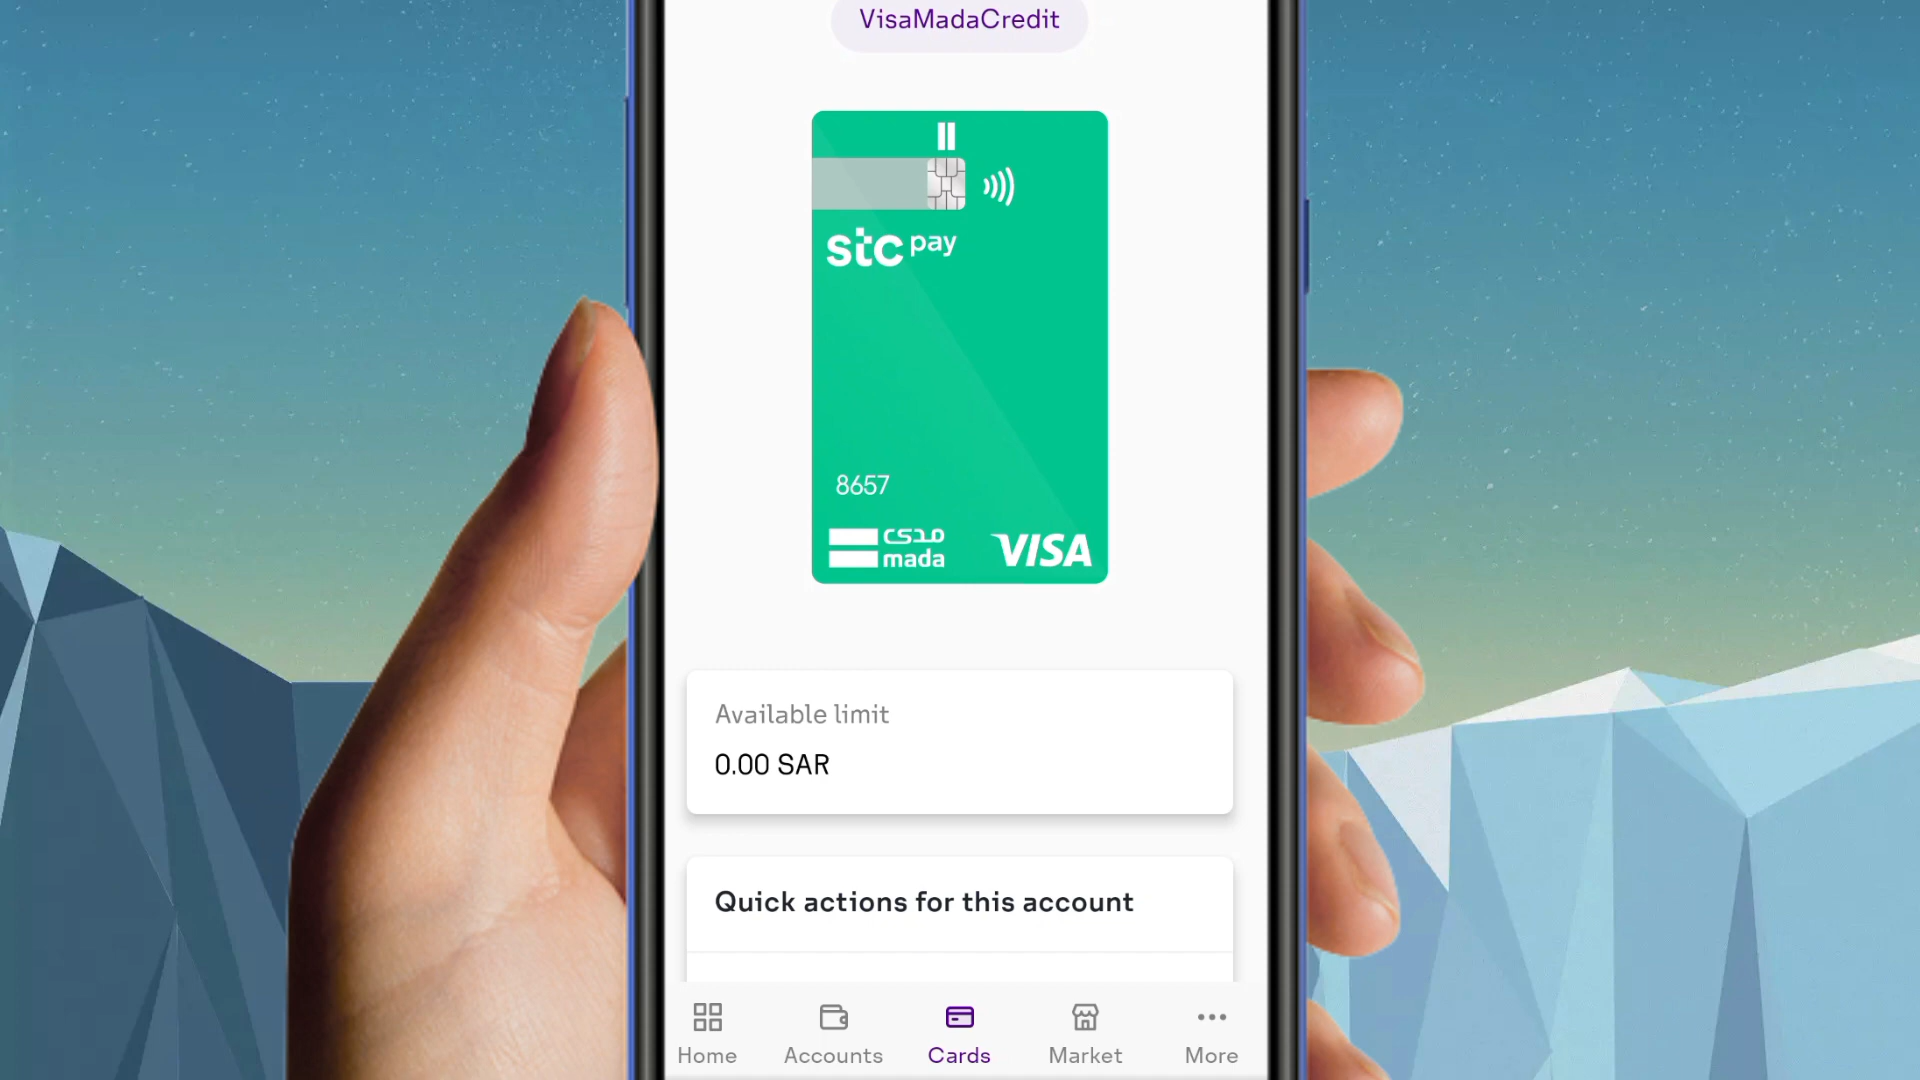 VisaMadaCredit
stc pay
8657
مدى
mada
VISA
Available limit
0.00 SAR
Quick actions for this account
Home
Accounts
Cards
Market
More